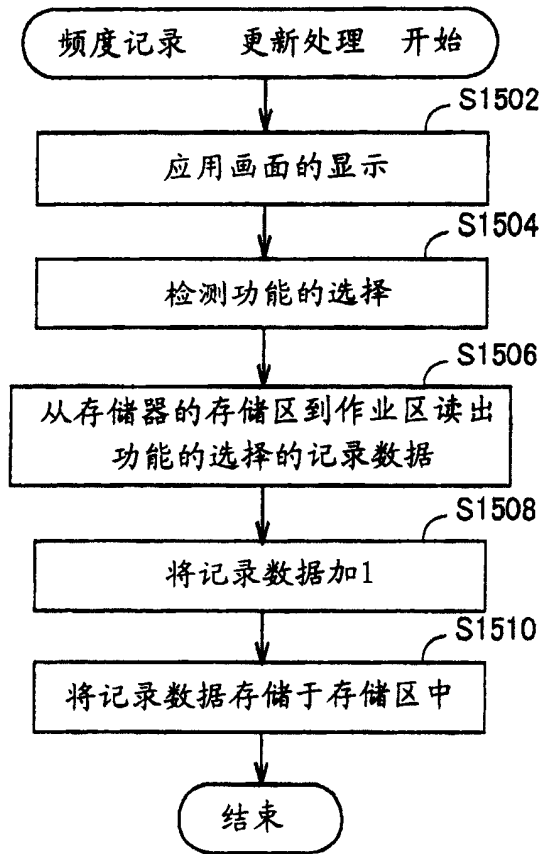 频度记录 更新处理 开始
S1502
应用画面的显示
S1504
检测功能的选择
S1506
从存储器的存储区到作业区读出
功能的选择的记录数据
S1508
将记录数据加1
S1510
将记录数据存储于存储区中
结束